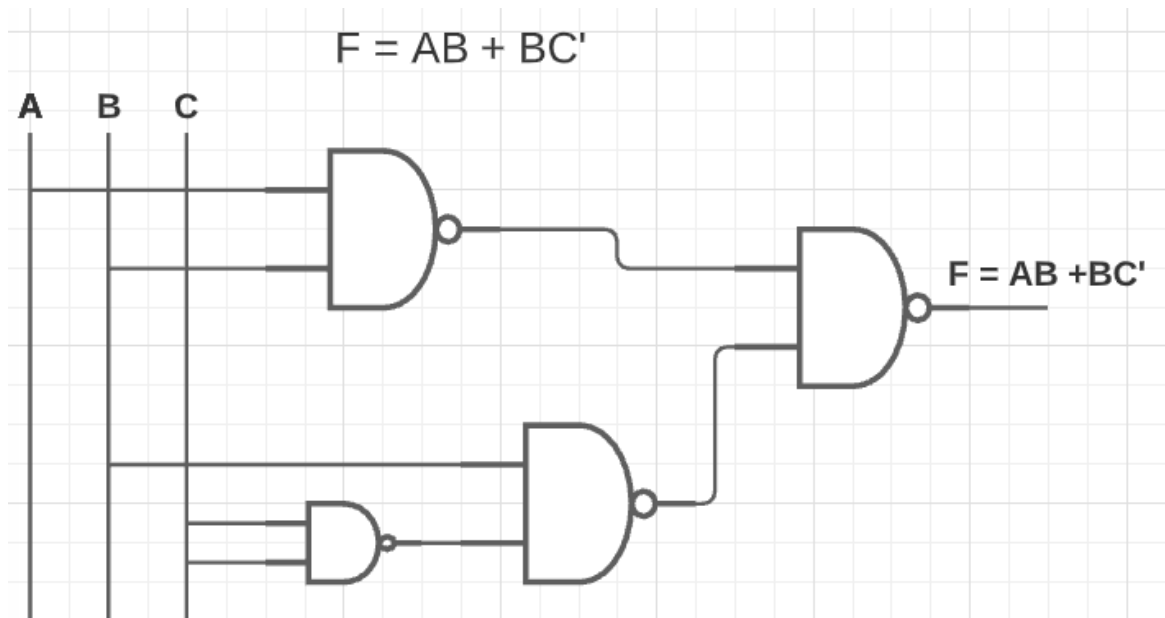 F = AB + BC'
A B C
F = AB +BC'